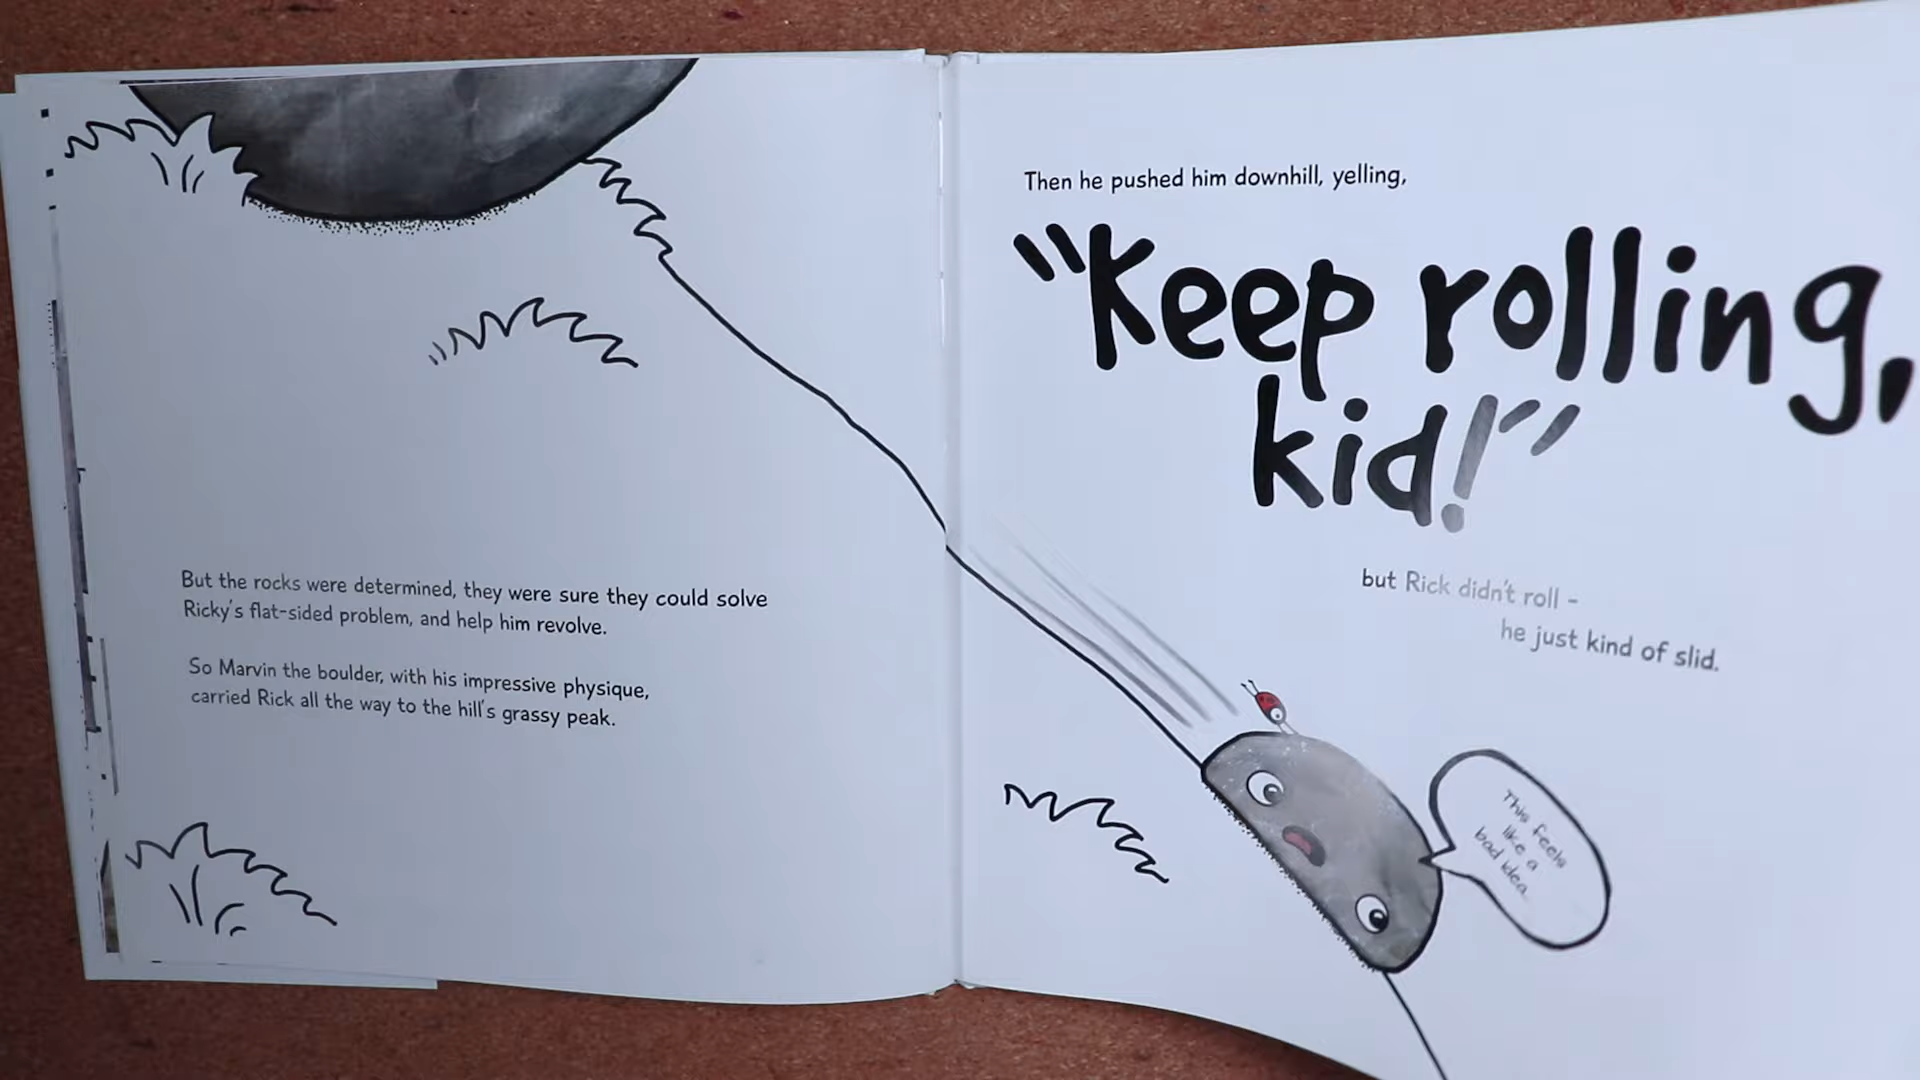 But the rocks were determined, they were sure they could solve
Ricky's flat-sided problem, and help him revolve.
So Marvin the boulder, with his impressive physique,
carried Rick all the way to the hill's grassy peak.
Then he pushed him downhill, yelling,
"Keep rolling,
kid!"
but Rick didn't roll -
he just kind of slid.
This feels
like a
bad idea.